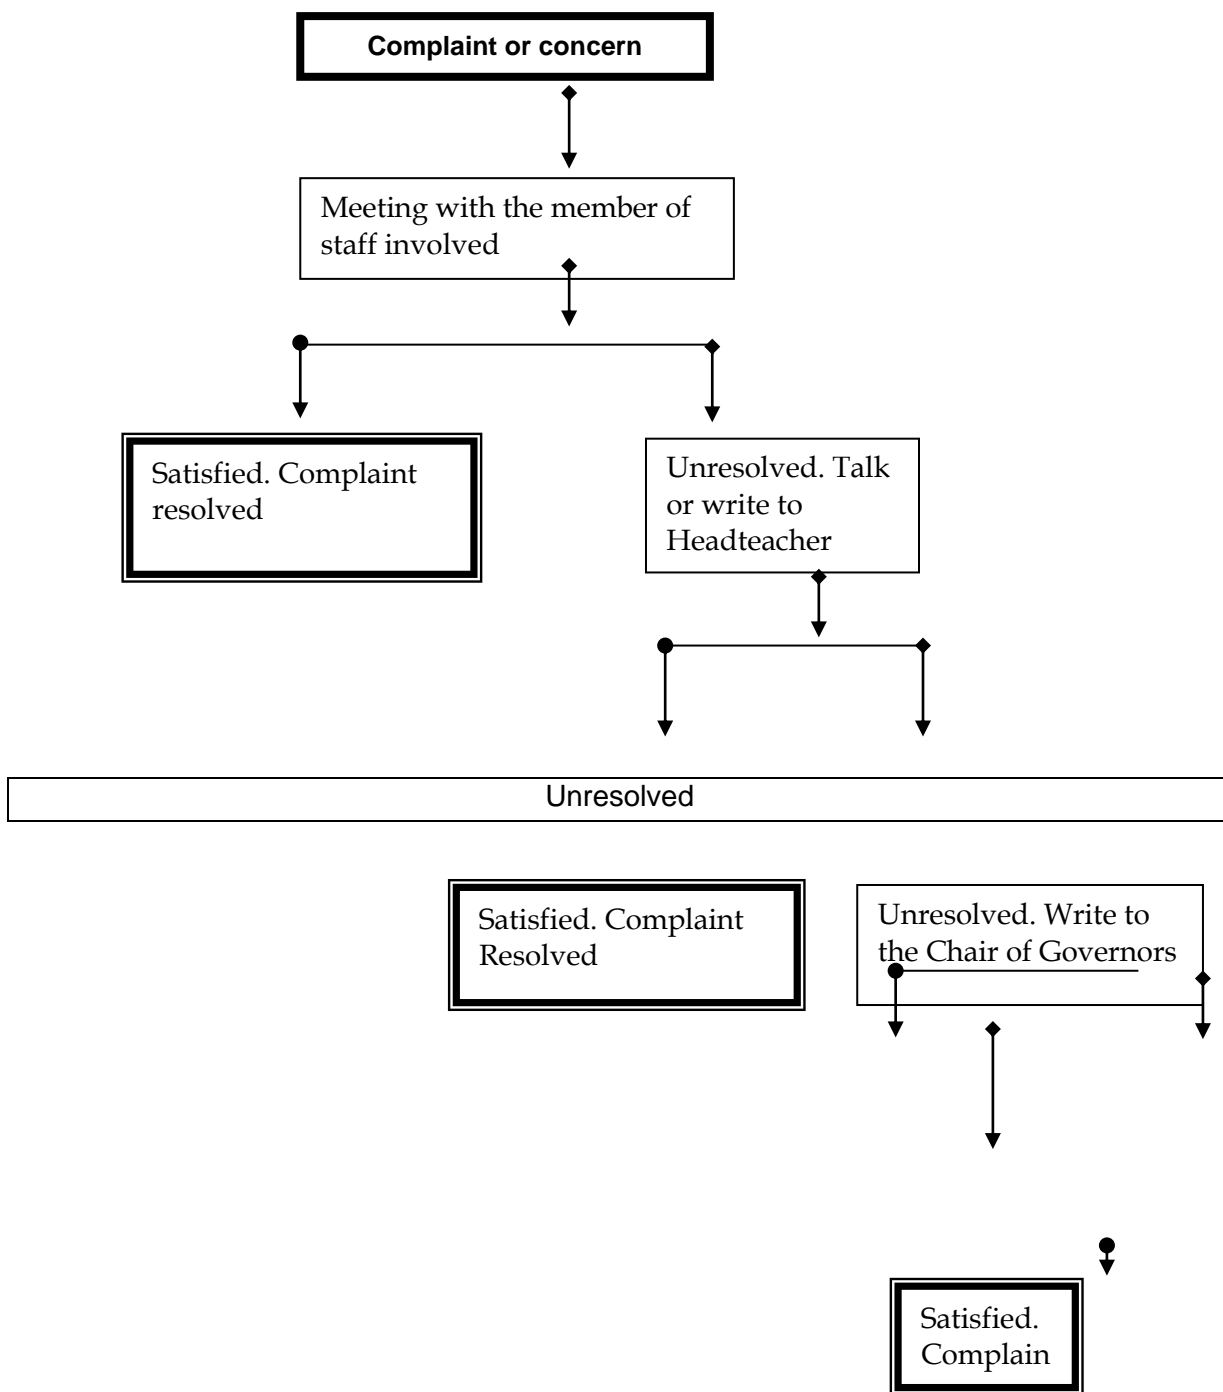 Complaint or concern
Meeting with the member of
staff involved
Satisfied. Complaint
resolved
Unresolved. Talk
or write to
Headteacher
Unresolved
Satisfied. Complaint
Resolved
Unresolved. Write to
the Chair of Governors
Satisfied.
Complain